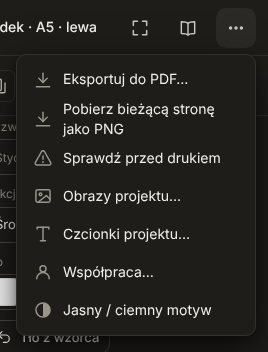 dek · A5 · lewa
Eksportuj do PDF...
Pobierz bieżącą stronę
jako PNG
Sprawdź przed drukiem
Obrazy projektu...
Czcionki projektu...
Współpraca...
Jasny / ciemny motyw
Tło z wzorca